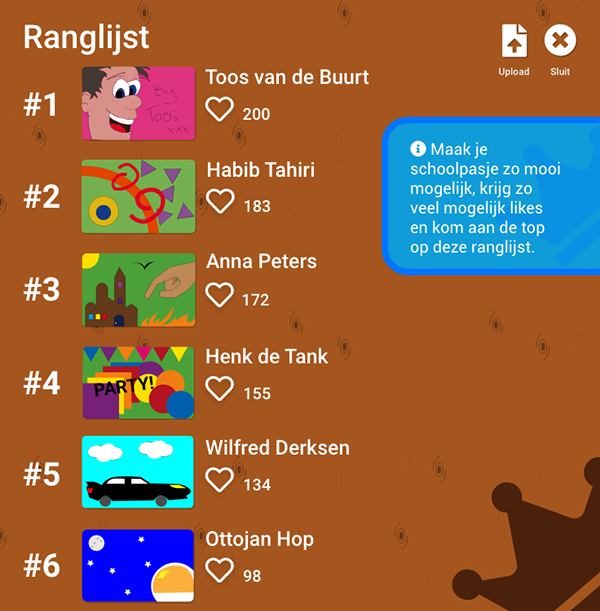 Ranglijst
Upload
Sluit
#1
By
Toos
xxx
Toos van de Buurt
200
Maak je
schoolpasje zo mooi
mogelijk, krijg zo
veel mogelijk likes
en kom aan de top
op deze ranglijst.
#2
Habib Tahiri
183
#3
Anna Peters
172
#4
PARTY!
Henk de Tank
155
#5
Wilfred Derksen
134
#6
Ottojan Hop
98